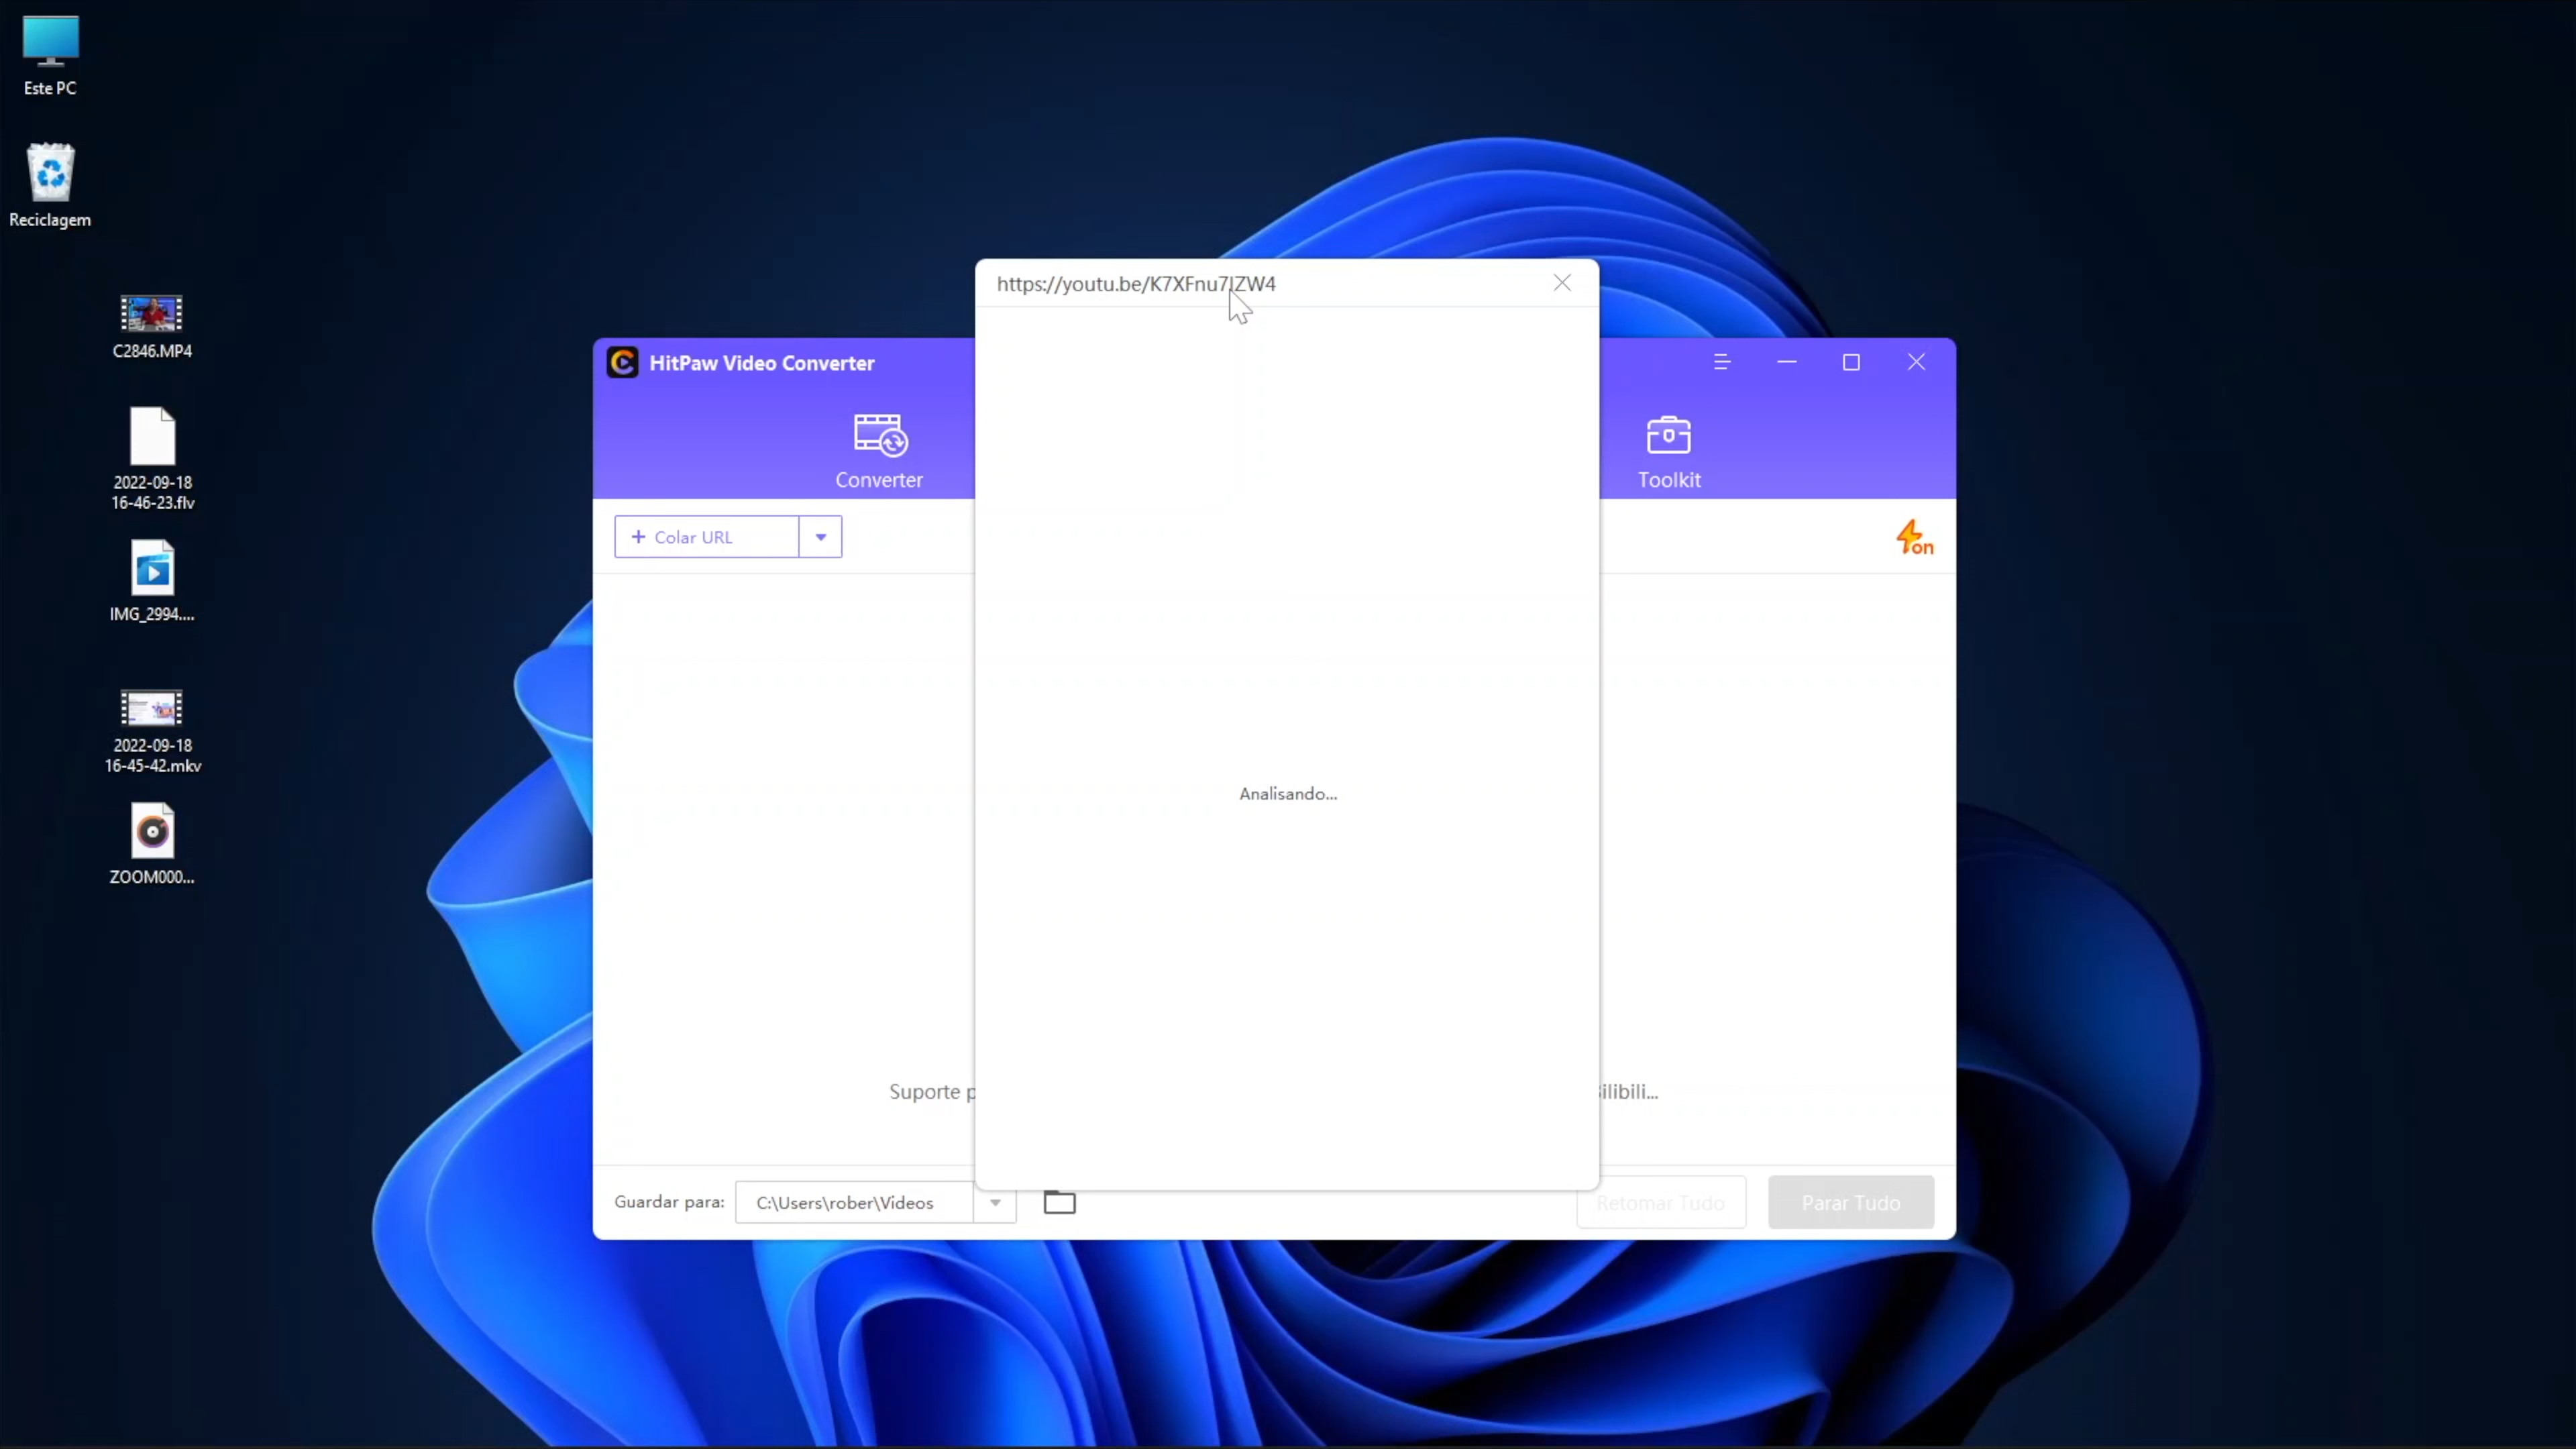 Este PC
Reciclagem
C2846.MP4
2022-09-18
16-46-23.flv
IMG_2994....
2022-09-18
16-45-42.mkv
ZOOM000...
https://youtu.be/K7XFnu7IZW4
HitPaw Video Converter
Converter
Toolkit
+ Colar URL
on
Analisando...
Suporte p
ilibili...
Guardar para:
C:\Users\rober\Videos
Retomar Tudo
Parar Tudo